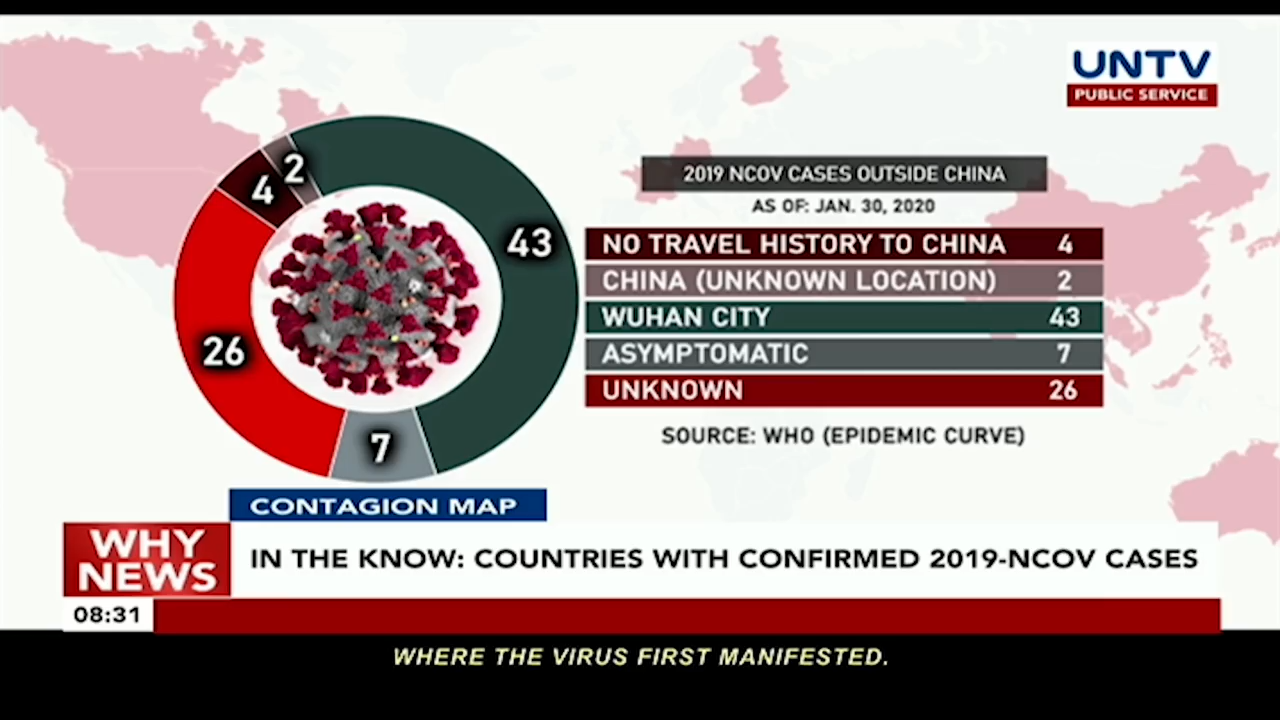 UNTV
PUBLIC SERVICE
2019 NCOV CASES OUTSIDE CHINA
AS OF: JAN. 30, 2020
NO TRAVEL HISTORY TO CHINA 4
CHINA (UNKNOWN LOCATION) 2
WUHAN CITY 43
ASYMPTOMATIC 7
UNKNOWN 26
SOURCE: WHO (EPIDEMIC CURVE)
2
4
43
26
7
CONTAGION MAP
WHY
NEWS
IN THE KNOW: COUNTRIES WITH CONFIRMED 2019-NCOV CASES
08:31
WHERE THE VIRUS FIRST MANIFESTED.